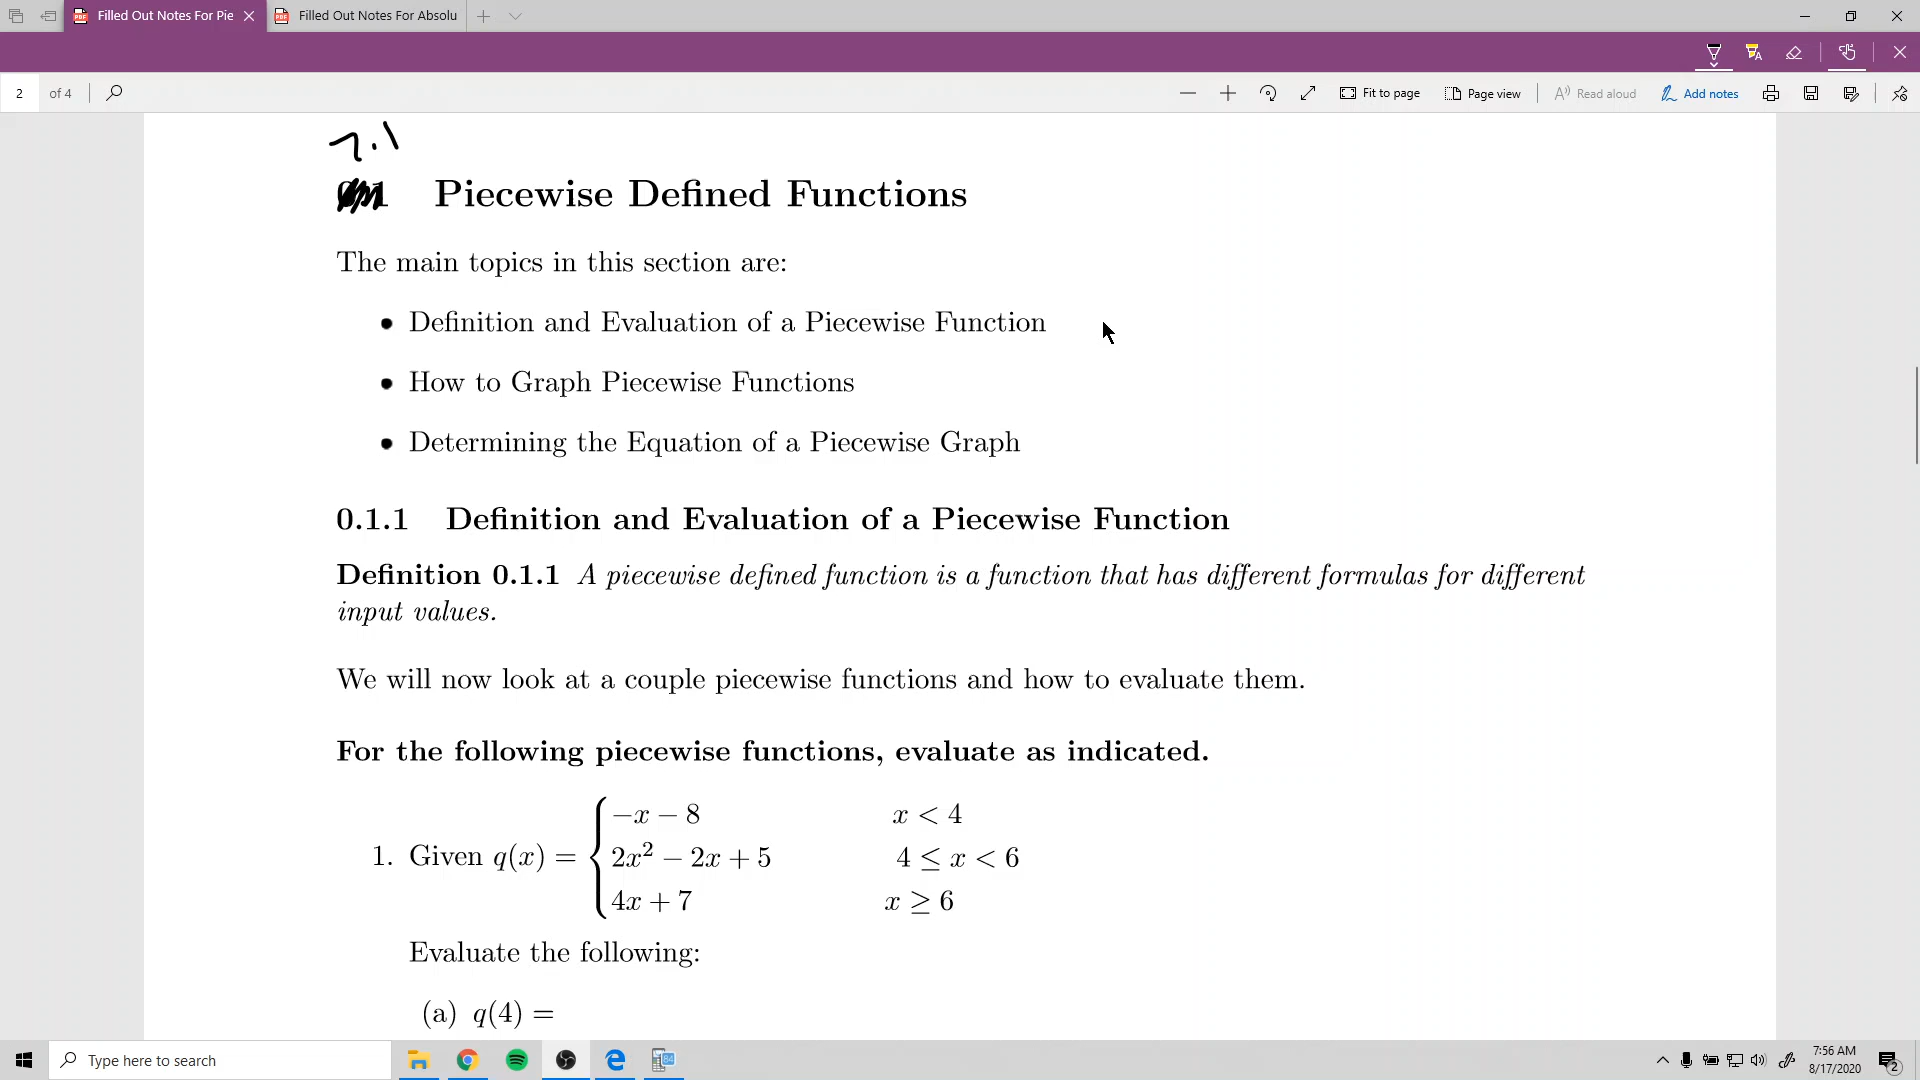 Filled Out Notes For Pie
Filled Out Notes For Absolu
2 of 4
Fit to page
Page view
Read aloud
Add notes
7.1
Piecewise Defined Functions
The main topics in this section are:
• Definition and Evaluation of a Piecewise Function
• How to Graph Piecewise Functions
• Determining the Equation of a Piecewise Graph
0.1.1 Definition and Evaluation of a Piecewise Function
Definition 0.1.1 A piecewise defined function is a function that has different formulas for different
input values.
We will now look at a couple piecewise functions and how to evaluate them.
For the following piecewise functions, evaluate as indicated.
−x − 8 x < 4
1. Given q(x) = { 2x² − 2x + 5 4 ≤ x < 6
4x + 7 x ≥ 6
Evaluate the following:
(a) q(4) =
Type here to search
84
7:56 AM
8/17/2020
2